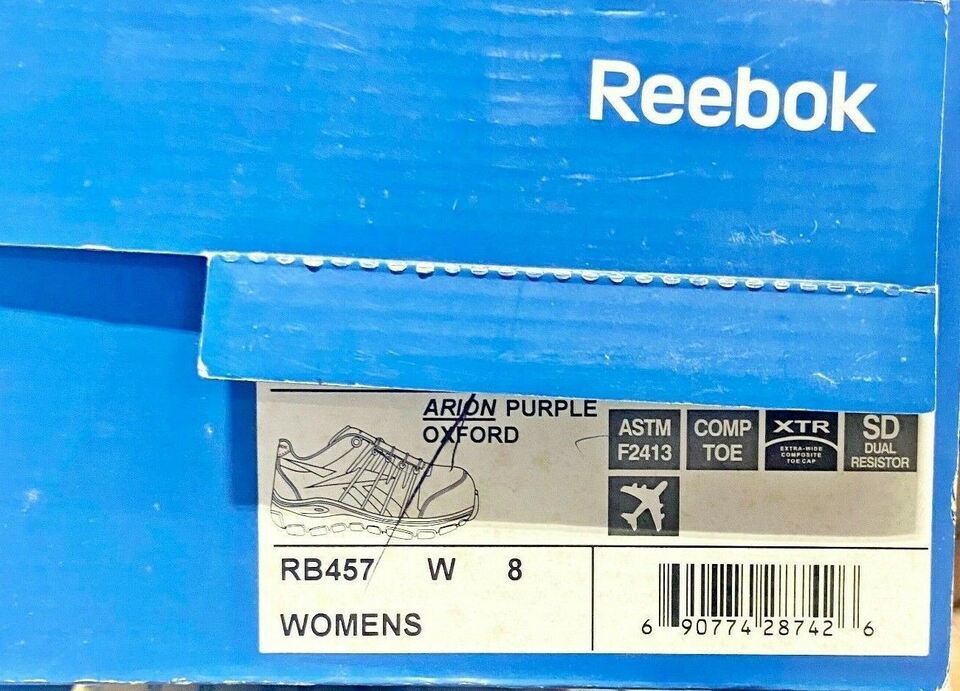 Reebok
ARION PURPLE
OXFORD
ASTM
F2413
COMP
TOE
XTR
EXTRA-WIDE
COMPOSITE
TOE CAP
SD
DUAL
RESISTOR
RB457 W 8
WOMENS
6 90774 28742 6